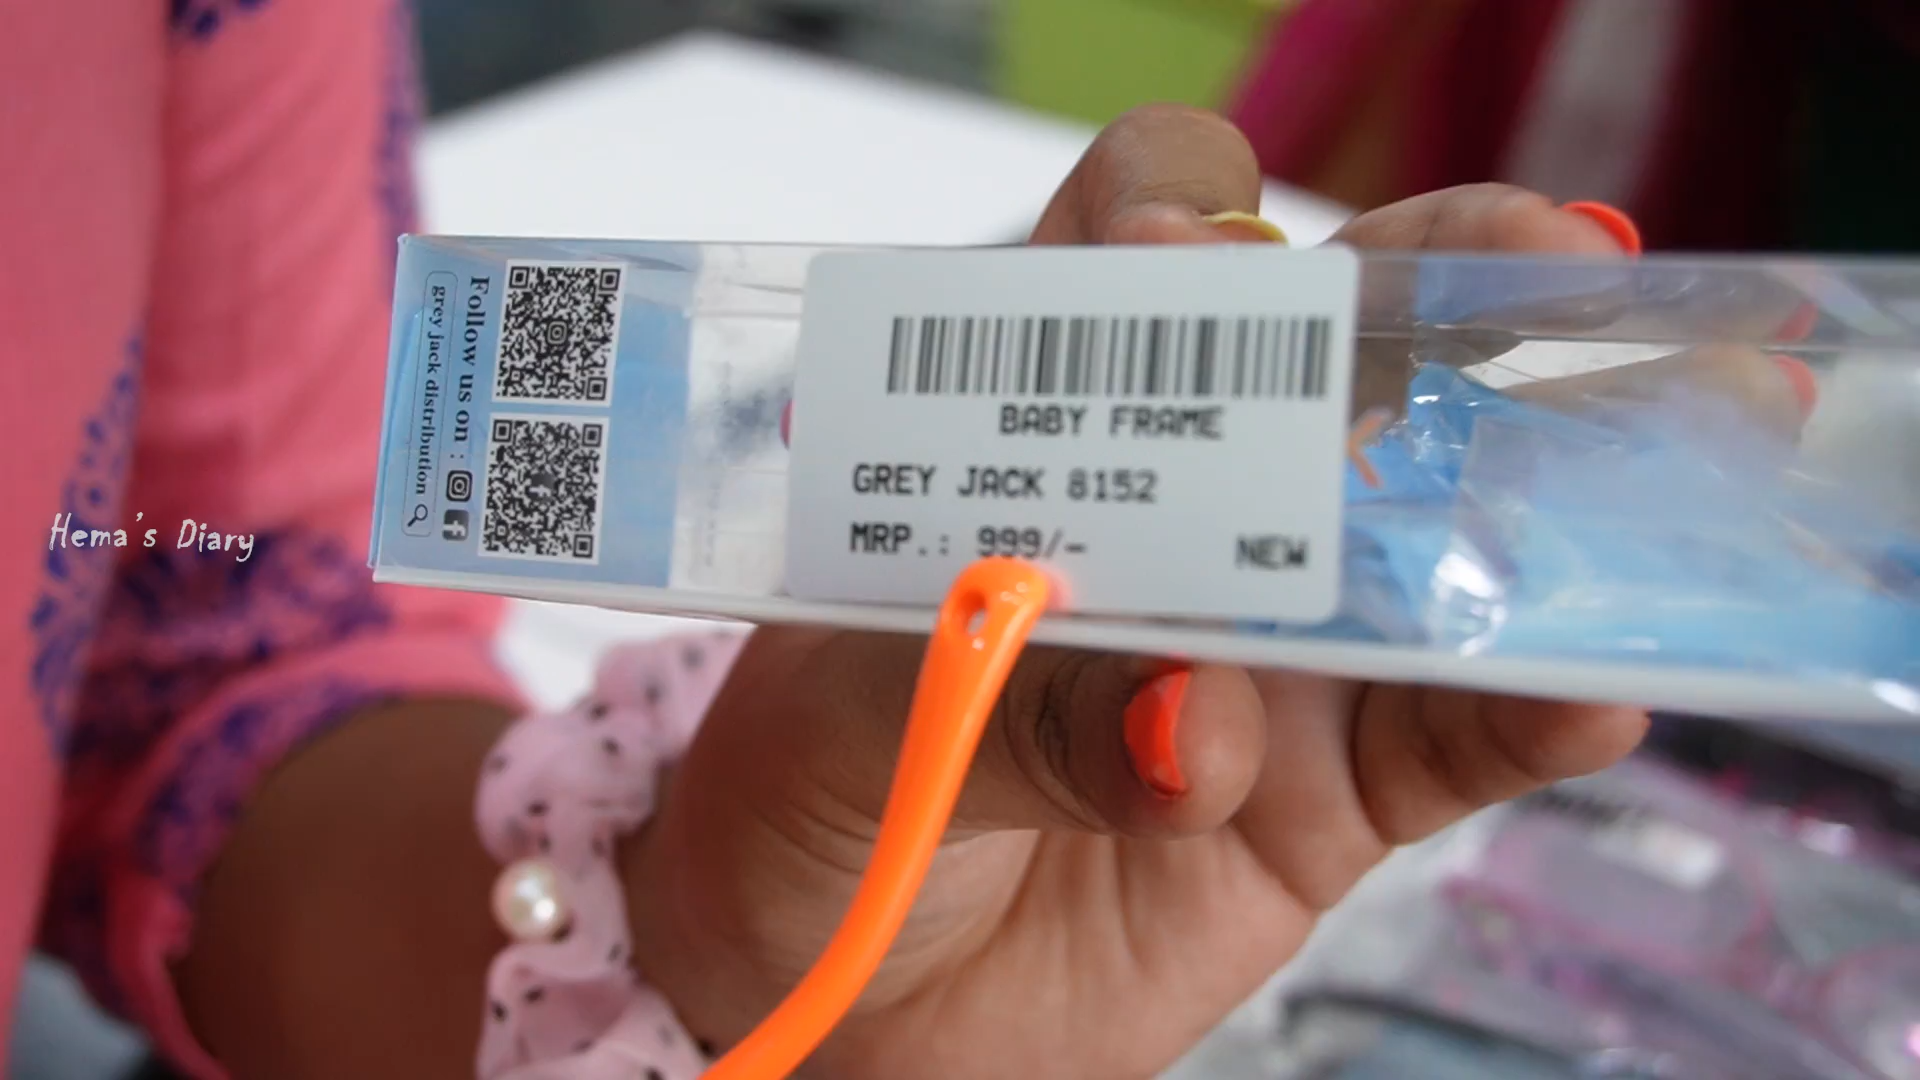 Follow us on :
grey jack distribution
BABY FRAME
GREY JACK 8152
MRP.: 999/-
NEW
Hema's Diary